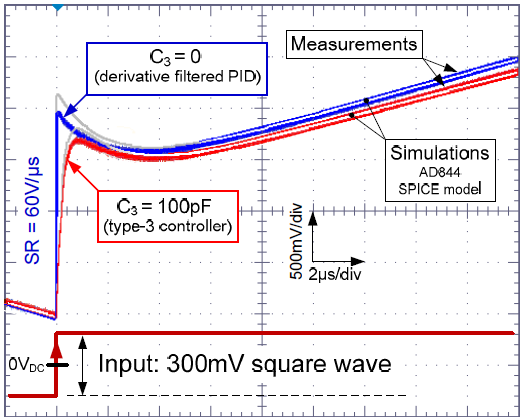 C₃ = 0
(derivative filtered PID)
Measurements
Simulations
AD844
SPICE model
SR = 60V/µs
C₃ = 100pF
(type-3 controller)
500mV/div
2µs/div
0V_DC
Input: 300mV square wave